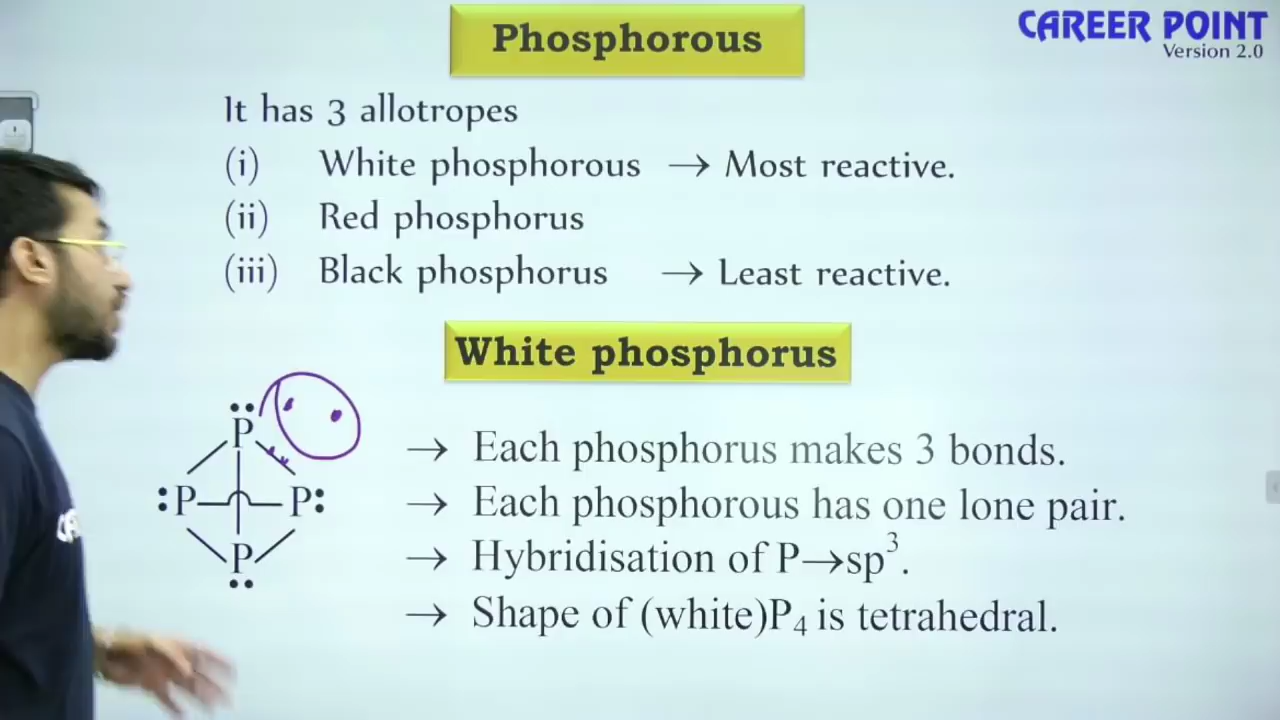 Phosphorous
CAREER POINT
Version 2.0
It has 3 allotropes
(i) White phosphorous → Most reactive.
(ii) Red phosphorus
(iii) Black phosphorus → Least reactive.
White phosphorus
P
:P P:
P
→ Each phosphorus makes 3 bonds.
→ Each phosphorous has one lone pair.
→ Hybridisation of P→sp³.
→ Shape of (white)P₄ is tetrahedral.